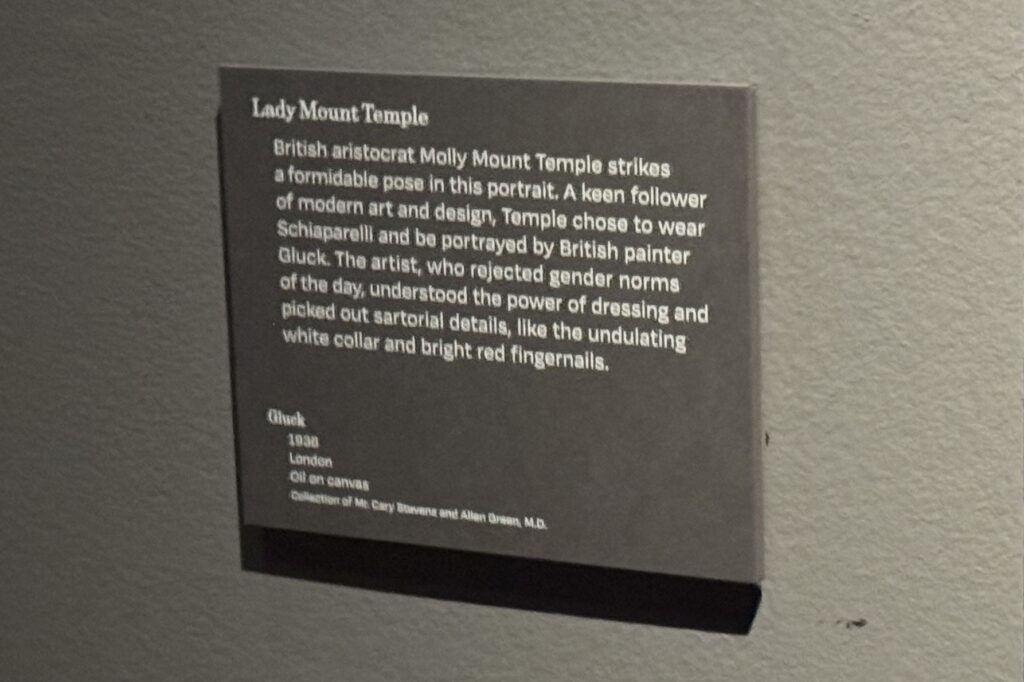 Lady Mount Temple
British aristocrat Molly Mount Temple strikes
a formidable pose in this portrait. A keen follower
of modern art and design, Temple chose to wear
Schiaparelli and be portrayed by British painter
Gluck. The artist, who rejected gender norms
of the day, understood the power of dressing and
picked out sartorial details, like the undulating
white collar and bright red fingernails.
Gluck
1936
London
Oil on canvas
Collection of Mr. Cary Stevens and Allen Green, M.D.